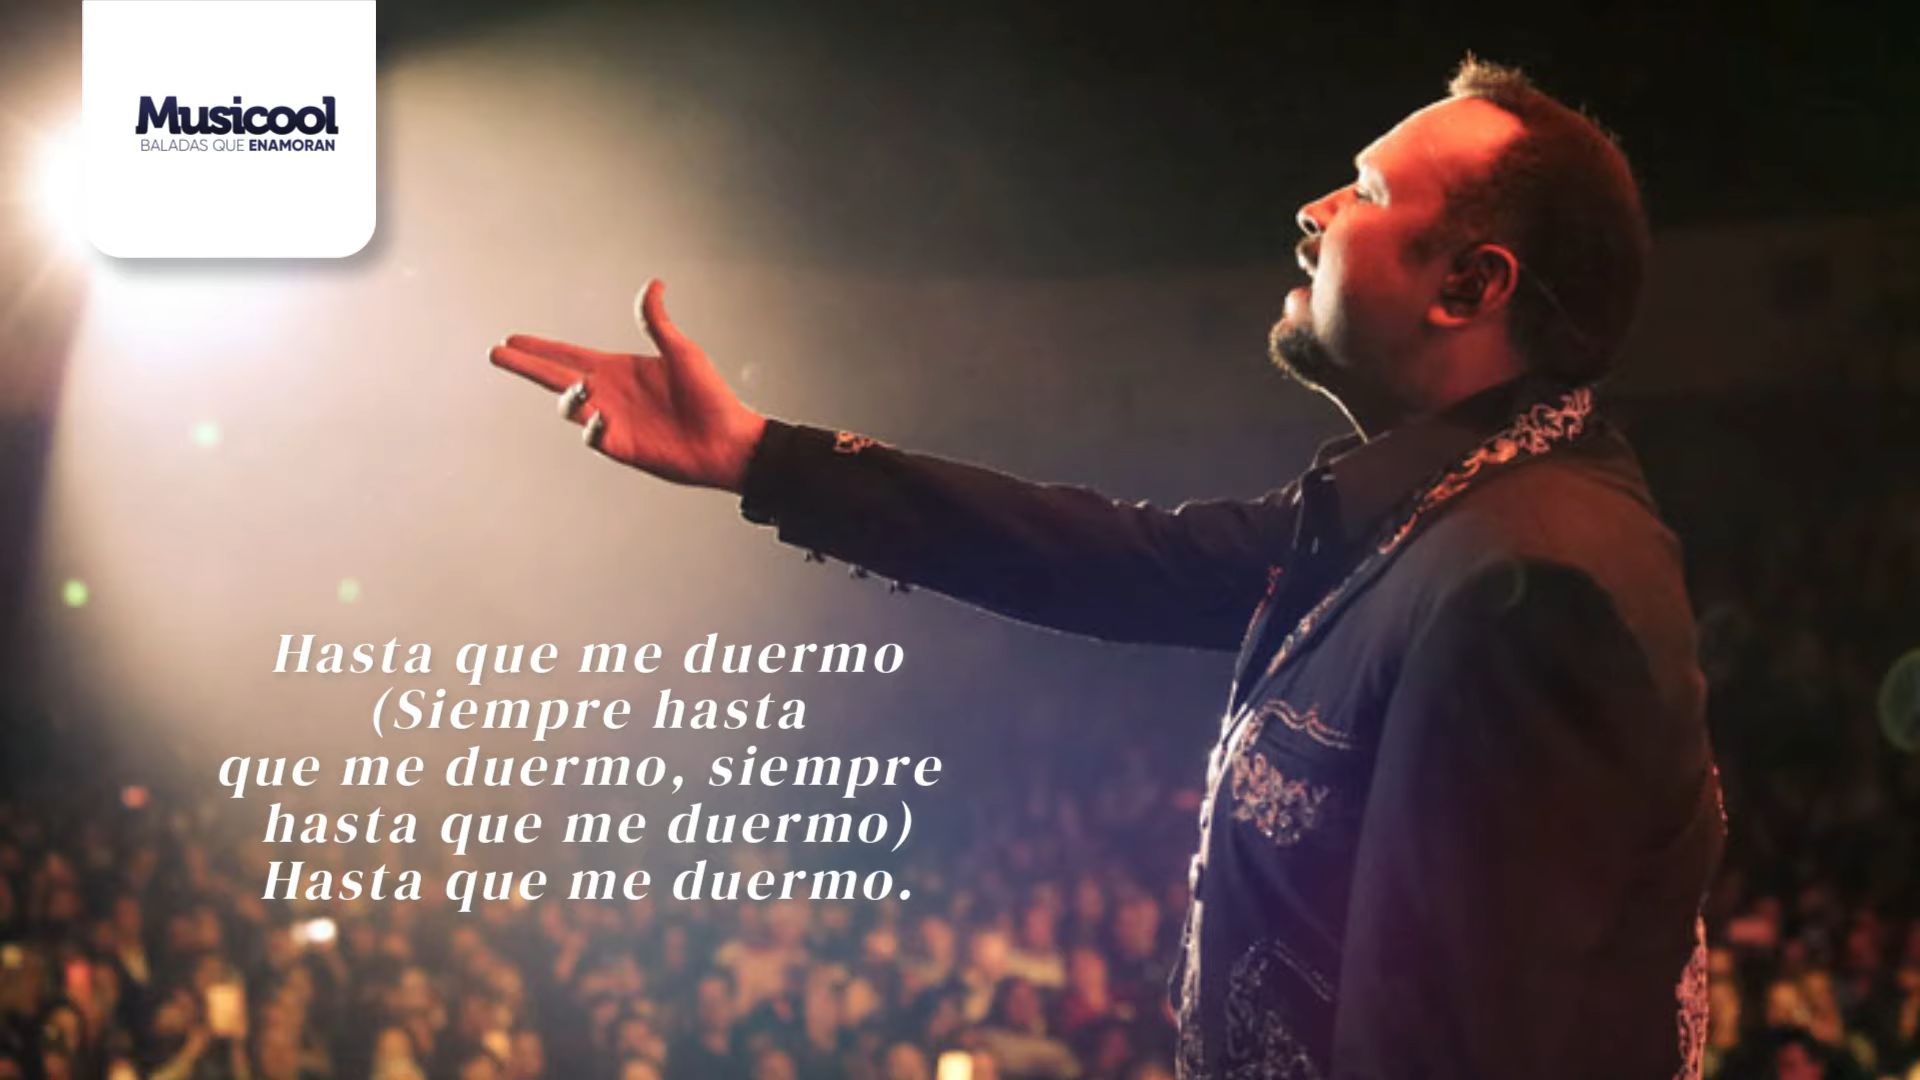 Musicool
BALADAS QUE ENAMORAN
Hasta que me duermo
(Siempre hasta
que me duermo, siempre
hasta que me duermo)
Hasta que me duermo.